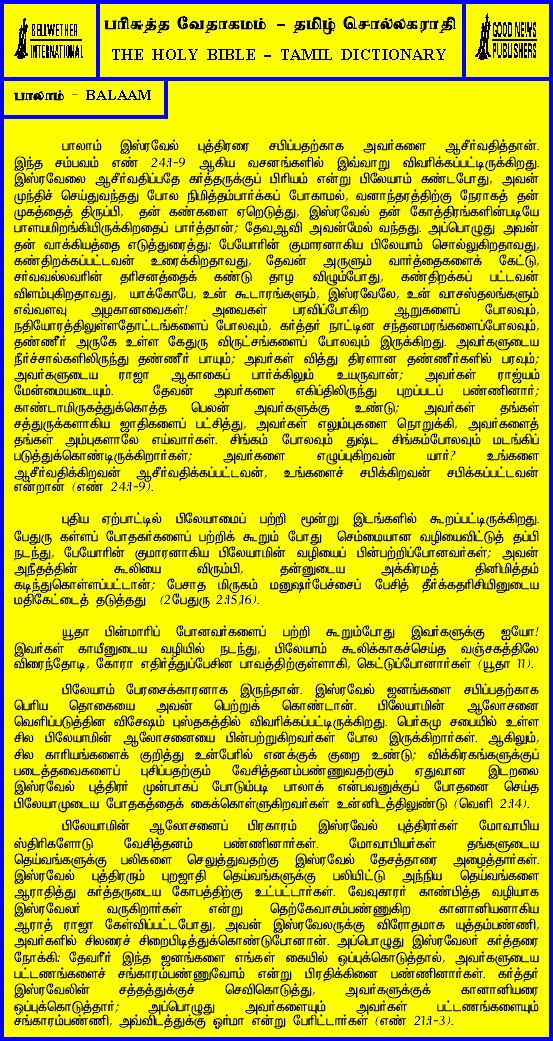 BELLWETHER
INTERNATIONAL
பரிசுத்த வேதாகமம் - தமிழ் சொல்லகராதி
THE HOLY BIBLE - TAMIL DICTIONARY
GOOD NEWS
PUBLISHERS
பாலாம் - BALAAM
பாலாம் இஸ்ரவேல் புத்திரரை சபிப்பதற்காக அவர்களை ஆசீர்வதித்தான்.
இந்த சம்பவம் எண் 24:1-9 ஆகிய வசனங்களில் இவ்வாறு விவரிக்கப்பட்டிருக்கிறது.
இஸ்ரவேலை ஆசீர்வதிப்பதே கர்த்தருக்குப் பிரியம் என்று பிலேயாம் கண்டபோது, அவன்
முந்திச் செய்துவந்தது போல நிமித்தம்பார்க்கப் போகாமல், வனாந்தரத்திற்கு நேராகத் தன்
முகத்தைத் திருப்பி, தன் கண்களை ஏறெடுத்து, இஸ்ரவேல் தன் கோத்திரங்களின்படியே
பாளயமிறங்கியிருக்கிறதைப் பார்த்தான்; தேவஆவி அவன்மேல் வந்தது. அப்பொழுது அவன்
தன் வாக்கியத்தை எடுத்துரைத்து: பேயோரின் குமாரனாகிய பிலேயாம் சொல்லுகிறதாவது,
கண்திறக்கப்பட்டவன் உரைக்கிறதாவது, தேவன் அருளும் வார்த்தைகளைக் கேட்டு,
சர்வவல்லவரின் தரிசனத்தைக் கண்டு தாழ விழும்போது, கண்திறக்கப் பட்டவன்
விளம்புகிறதாவது, யாக்கோபே, உன் கூடாரங்களும், இஸ்ரவேலே, உன் வாசஸ்தலங்களும்
எவ்வளவு அழகானவைகள்! அவைகள் பரவிப்போகிற ஆறுகளைப் போலவும்,
நதியோரத்திலுள்ளதோட்டங்களைப் போலவும், கர்த்தர் நாட்டின சந்தனமரங்களைப்போலவும்,
தண்ணீர் அருகே உள்ள கேதுரு விருட்சங்களைப் போலவும் இருக்கிறது. அவர்களுடைய
நீர்ச்சால்களிலிருந்து தண்ணீர் பாயும்; அவர்கள் வித்து திரளான தண்ணீர்களில் பரவும்;
அவர்களுடைய ராஜா ஆகாகைப் பார்க்கிலும் உயருவான்; அவர்கள் ராஜ்யம்
மேன்மையடையும். தேவன் அவர்களை எகிப்திலிருந்து புறப்படப் பண்ணினார்;
காண்டாமிருகத்துக்கொத்த பெலன் அவர்களுக்கு உண்டு; அவர்கள் தங்கள்
சத்துருக்களாகிய ஜாதிகளைப் பட்சித்து, அவர்கள் எலும்புகளை நொறுக்கி, அவர்களைத்
தங்கள் அம்புகளாலே எய்வார்கள். சிங்கம் போலவும் துஷ்ட சிங்கம்போலவும் மடங்கிப்
படுத்துக்கொண்டிருக்கிறார்கள்; அவர்களை எழுப்புகிறவன் யார்? உங்களை
ஆசீர்வதிக்கிறவன் ஆசீர்வதிக்கப்பட்டவன், உங்களைச் சபிக்கிறவன் சபிக்கப்பட்டவன்
என்றான் (எண் 24:1-9).
புதிய ஏற்பாட்டில் பிலேயாமைப் பற்றி மூன்று இடங்களில் கூறப்பட்டிருக்கிறது.
பேதுரு கள்ளப் போதகர்களைப் பற்றிக் கூறும் போது செம்மையான வழியைவிட்டுத் தப்பி
நடந்து, பேயோரின் குமாரனாகிய பிலேயாமின் வழியைப் பின்பற்றிப்போனவர்கள்; அவன்
அநீதத்தின் கூலியை விரும்பி, தன்னுடைய அக்கிரமத் தினிமித்தம்
கடிந்துகொள்ளப்பட்டான்; பேசாத மிருகம் மனுஷர்பேச்சைப் பேசித் தீர்க்கதரிசியினுடைய
மதிகேட்டைத் தடுத்தது (2பேதுரு 2:15,16).
யூதா பின்மாரிப் போனவர்களைப் பற்றி கூறும்போது இவர்களுக்கு ஐயோ!
இவர்கள் காயீனுடைய வழியில் நடந்து, பிலேயாம் கூலிக்காகச்செய்த வஞ்சகத்திலே
விரைந்தோடி, கோரா எதிர்த்துப்பேசின பாவத்திற்குள்ளாகி, கெட்டுப்போனார்கள் (யூதா 11).
பிலேயாம் பேராசைக்காரனாக இருந்தான். இஸ்ரவேல் ஜனங்களை சபிப்பதற்காக
பெரிய தொகையை அவன் பெற்றுக் கொண்டான். பிலேயாமின் ஆலோசனை
வெளிப்படுத்தின விசேஷம் புஸ்தகத்தில் விவரிக்கப்பட்டிருக்கிறது. பெர்கமு சபையில் உள்ள
சில பிலேயாமின் ஆலோசனையை பின்பற்றுகிறவர்கள் போல இருக்கிறார்கள். ஆகிலும்,
சில காரியங்களைக் குறித்து உன்பேரில் எனக்குக் குறை உண்டு; விக்கிரகங்களுக்குப்
படைத்தவைகளைப் புசிப்பதற்கும் வேசித்தனம்பண்ணுவதற்கும் ஏதுவான இடறலை
இஸ்ரவேல் புத்திரர் முன்பாகப் போடும்படி பாலாக் என்பவனுக்குப் போதனை செய்த
பிலேயாமுடைய போதகத்தைக் கைக்கொள்ளுகிறவர்கள் உன்னிடத்திலுண்டு (வெளி 2:14).
பிலேயாமின் ஆலோசனைப் பிரகாரம் இஸ்ரவேல் புத்திரர்கள் மோவாபிய
ஸ்திரிகளோடு வேசித்தனம் பண்ணினார்கள். மோவாபியர்கள் தங்களுடைய
தெய்வங்களுக்கு பலிகளை செலுத்துவதற்கு இஸ்ரவேல் தேசத்தாரை அழைத்தார்கள்.
இஸ்ரவேல் புத்திரரும் புறஜாதி தெய்வங்களுக்கு பலியிட்டு அந்நிய தெய்வங்களை
ஆராதித்து கர்த்தருடைய கோபத்திற்கு உட்பட்டார்கள். வேவுகாரர் காண்பித்த வழியாக
இஸ்ரவேலர் வருகிறார்கள் என்று தெற்கேவாசம்பண்ணுகிற கானானியனாகிய
ஆராத் ராஜா கேள்விப்பட்டபோது, அவன் இஸ்ரவேலருக்கு விரோதமாக யுத்தம்பண்ணி,
அவர்களில் சிலரைச் சிறைபிடித்துக்கொண்டுபோனான். அப்பொழுது இஸ்ரவேலர் கர்த்தரை
நோக்கி: தேவரீர் இந்த ஜனங்களை எங்கள் கையில் ஒப்புக்கொடுத்தால், அவர்களுடைய
பட்டணங்களைச் சங்காரம்பண்ணுவோம் என்று பிரதிக்கினை பண்ணினார்கள். கர்த்தர்
இஸ்ரவேலின் சத்தத்துக்குச் செவிகொடுத்து, அவர்களுக்குக் கானானியரை
ஒப்புக்கொடுத்தார்; அப்பொழுது அவர்களையும் அவர்கள் பட்டணங்களையும்
சங்காரம்பண்ணி, அவ்விடத்துக்கு ஓர்மா என்று பேரிட்டார்கள் (எண் 21:1-3).